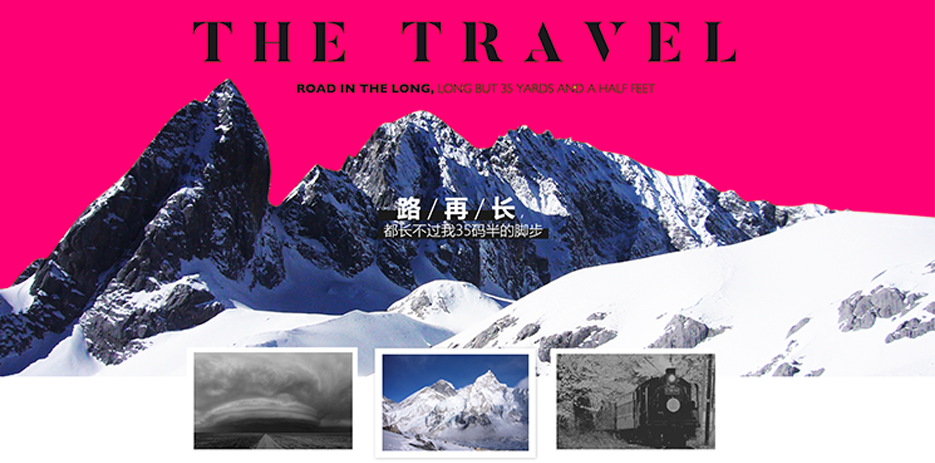 THE TRAVEL
ROAD IN THE LONG, LONG BUT 35 YARDS AND A HALF FEET
路/再/长
都长不过我35码半的脚步